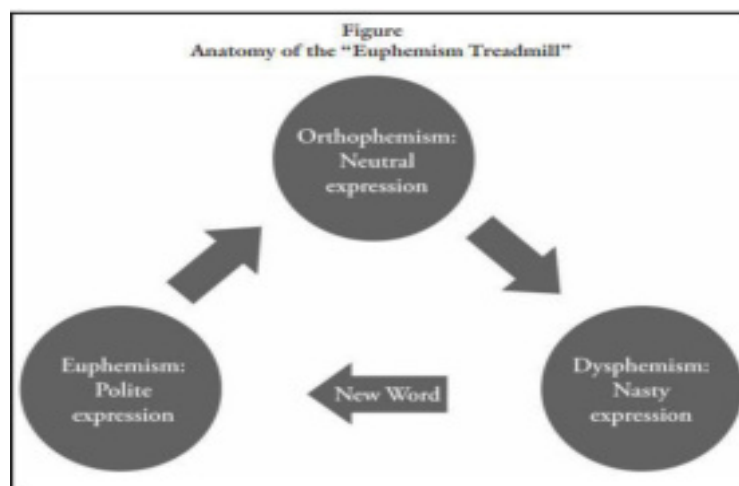 Figure
Anatomy of the “Euphemism Treadmill”
Orthophemism:
Neutral
expression
Euphemism:
Polite
expression
New Word
Dysphemism:
Nasty
expression